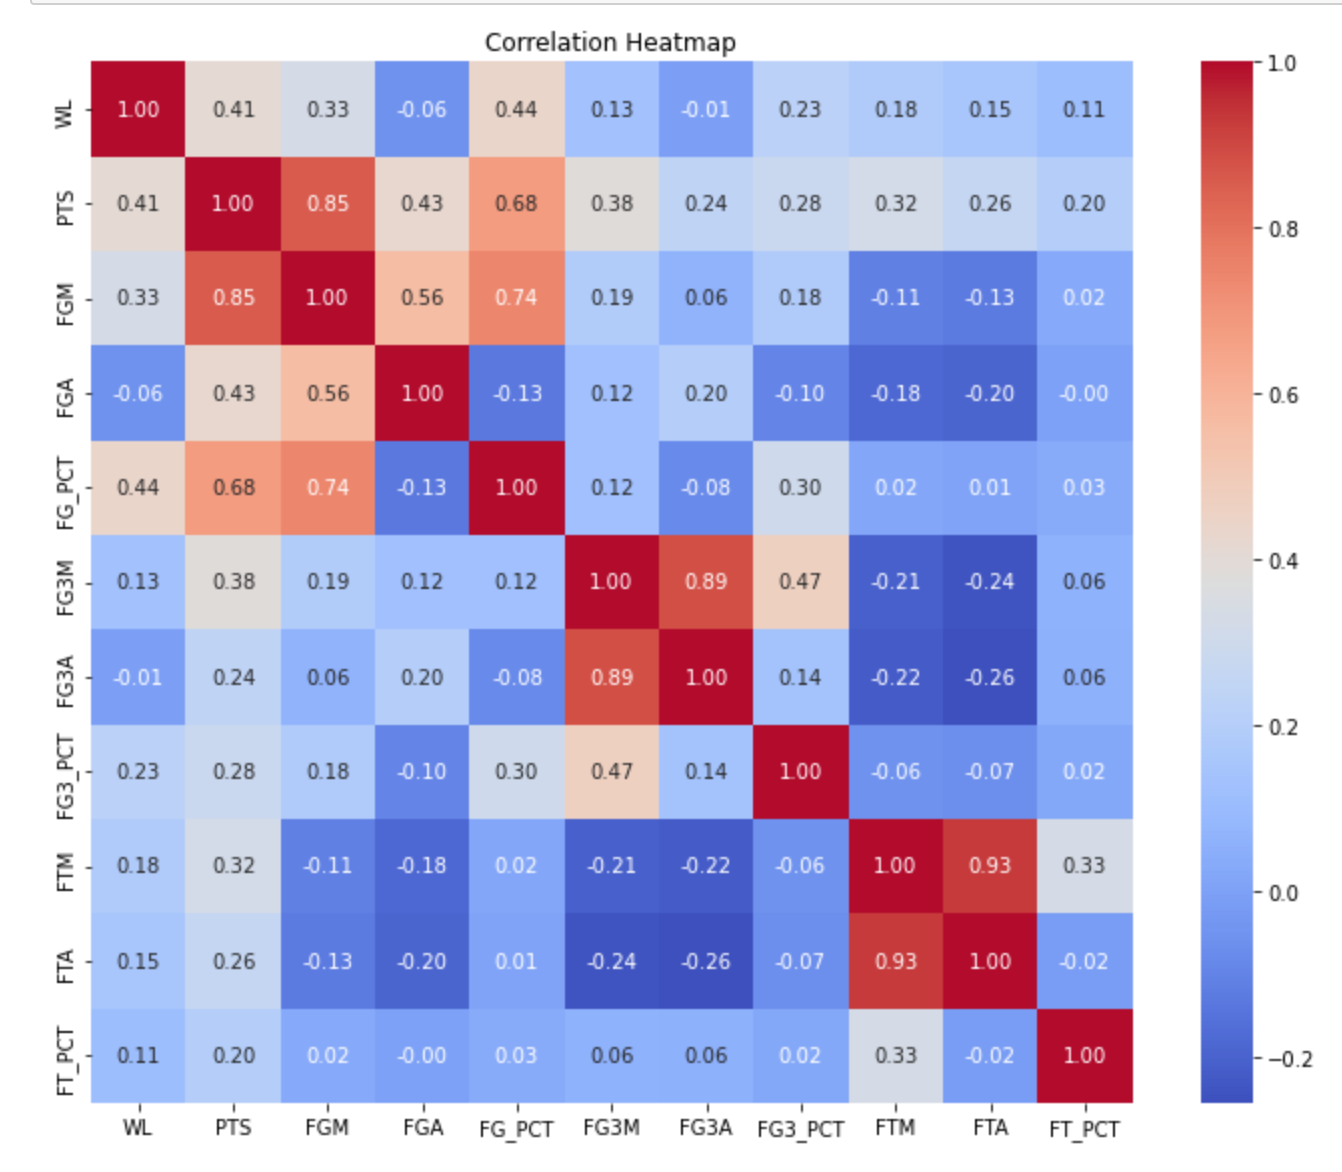 Correlation Heatmap
WL 1.00 0.41 0.33 -0.06 0.44 0.13 -0.01 0.23 0.18 0.15 0.11
PTS 0.41 1.00 0.85 0.43 0.68 0.38 0.24 0.28 0.32 0.26 0.20
FGM 0.33 0.85 1.00 0.56 0.74 0.19 0.06 0.18 -0.11 -0.13 0.02
FGA -0.06 0.43 0.56 1.00 -0.13 0.12 0.20 -0.10 -0.18 -0.20 -0.00
FG_PCT 0.44 0.68 0.74 -0.13 1.00 0.12 -0.08 0.30 0.02 0.01 0.03
FG3M 0.13 0.38 0.19 0.12 0.12 1.00 0.89 0.47 -0.21 -0.24 0.06
FG3A -0.01 0.24 0.06 0.20 -0.08 0.89 1.00 0.14 -0.22 -0.26 0.06
FG3_PCT 0.23 0.28 0.18 -0.10 0.30 0.47 0.14 1.00 -0.06 -0.07 0.02
FTM 0.18 0.32 -0.11 -0.18 0.02 -0.21 -0.22 -0.06 1.00 0.93 0.33
FTA 0.15 0.26 -0.13 -0.20 0.01 -0.24 -0.26 -0.07 0.93 1.00 -0.02
FT_PCT 0.11 0.20 0.02 -0.00 0.03 0.06 0.06 0.02 0.33 -0.02 1.00
WL PTS FGM FGA FG_PCT FG3M FG3A FG3_PCT FTM FTA FT_PCT
1.0
0.8
0.6
0.4
0.2
0.0
−0.2